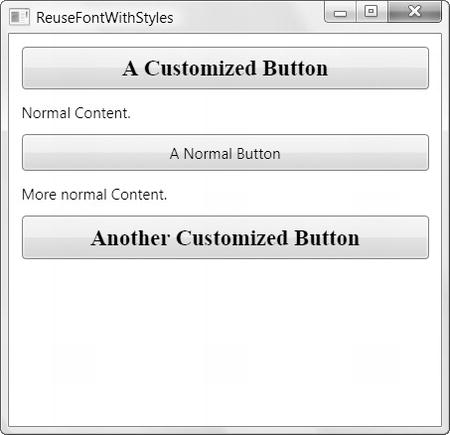 ReuseFontWithStyles
A Customized Button
Normal Content.
A Normal Button
More normal Content.
Another Customized Button